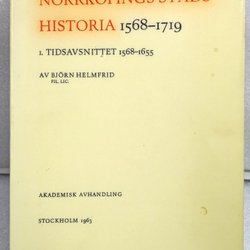 NORRKÖPINGS STADS
HISTORIA 1568–1719
1. TIDSAVSNITTET 1568–1655
AV BJÖRN HELMFRID
FIL. LIC.
AKADEMISK AVHANDLING
STOCKHOLM 1963